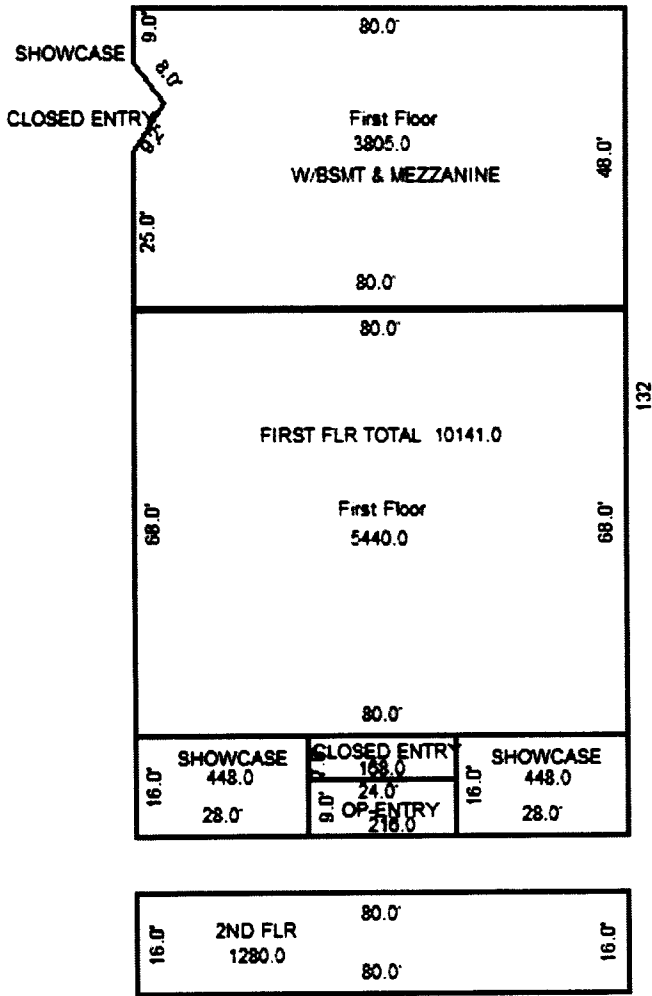 9.0'
80.0'
SHOWCASE
8.0'
CLOSED ENTRY
9.2'
First Floor
3805.0
48.0'
W/BSMT & MEZZANINE
25.0'
80.0'
80.0'
132
FIRST FLR TOTAL 10141.0
First Floor
68.0'
68.0'
5440.0
80.0'
SHOWCASE
448.0
16.0'
28.0'
CLOSED ENTRY
168.0
24.0'
9.0'
OP-ENTRY
216.0
16.0'
SHOWCASE
448.0
28.0'
80.0'
16.0'
2ND FLR
1280.0
16.0'
80.0'